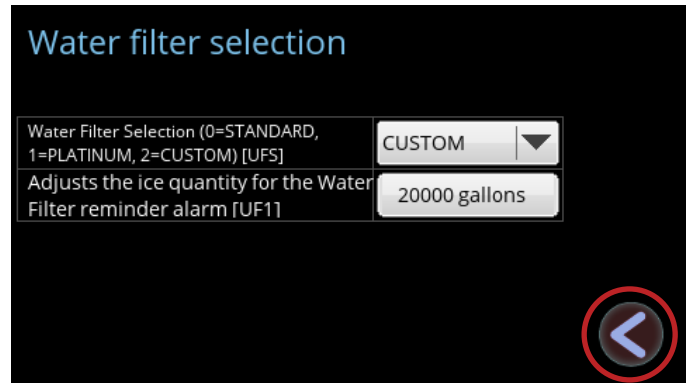 Water filter selection
Water Filter Selection (0=STANDARD,
1=PLATINUM, 2=CUSTOM) [UFS]
CUSTOM
Adjusts the ice quantity for the Water
Filter reminder alarm [UF1]
20000 gallons